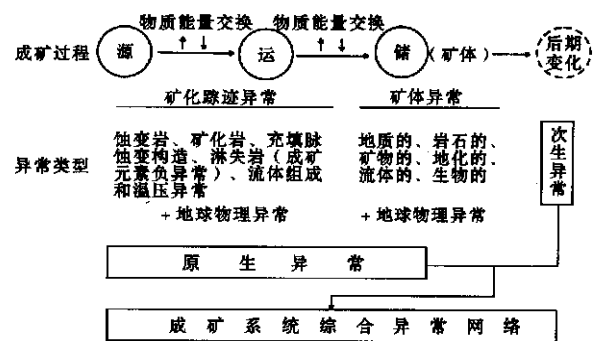 物质能量交换 物质能量交换
↑ ↓ ↑ ↓
成矿过程 源 运 储 (矿体) 后期
变化
矿化踪迹异常 矿体异常
异常类型
蚀变岩、矿化岩、充填脉
蚀变构造、淋失岩(成矿
元素负异常)、流体组成
和温压异常
+地球物理异常
地质的、岩石的、
矿物的、地化的、
流体的、生物的
+地球物理异常
次生异常
原生异常
成矿系统综合异常网络